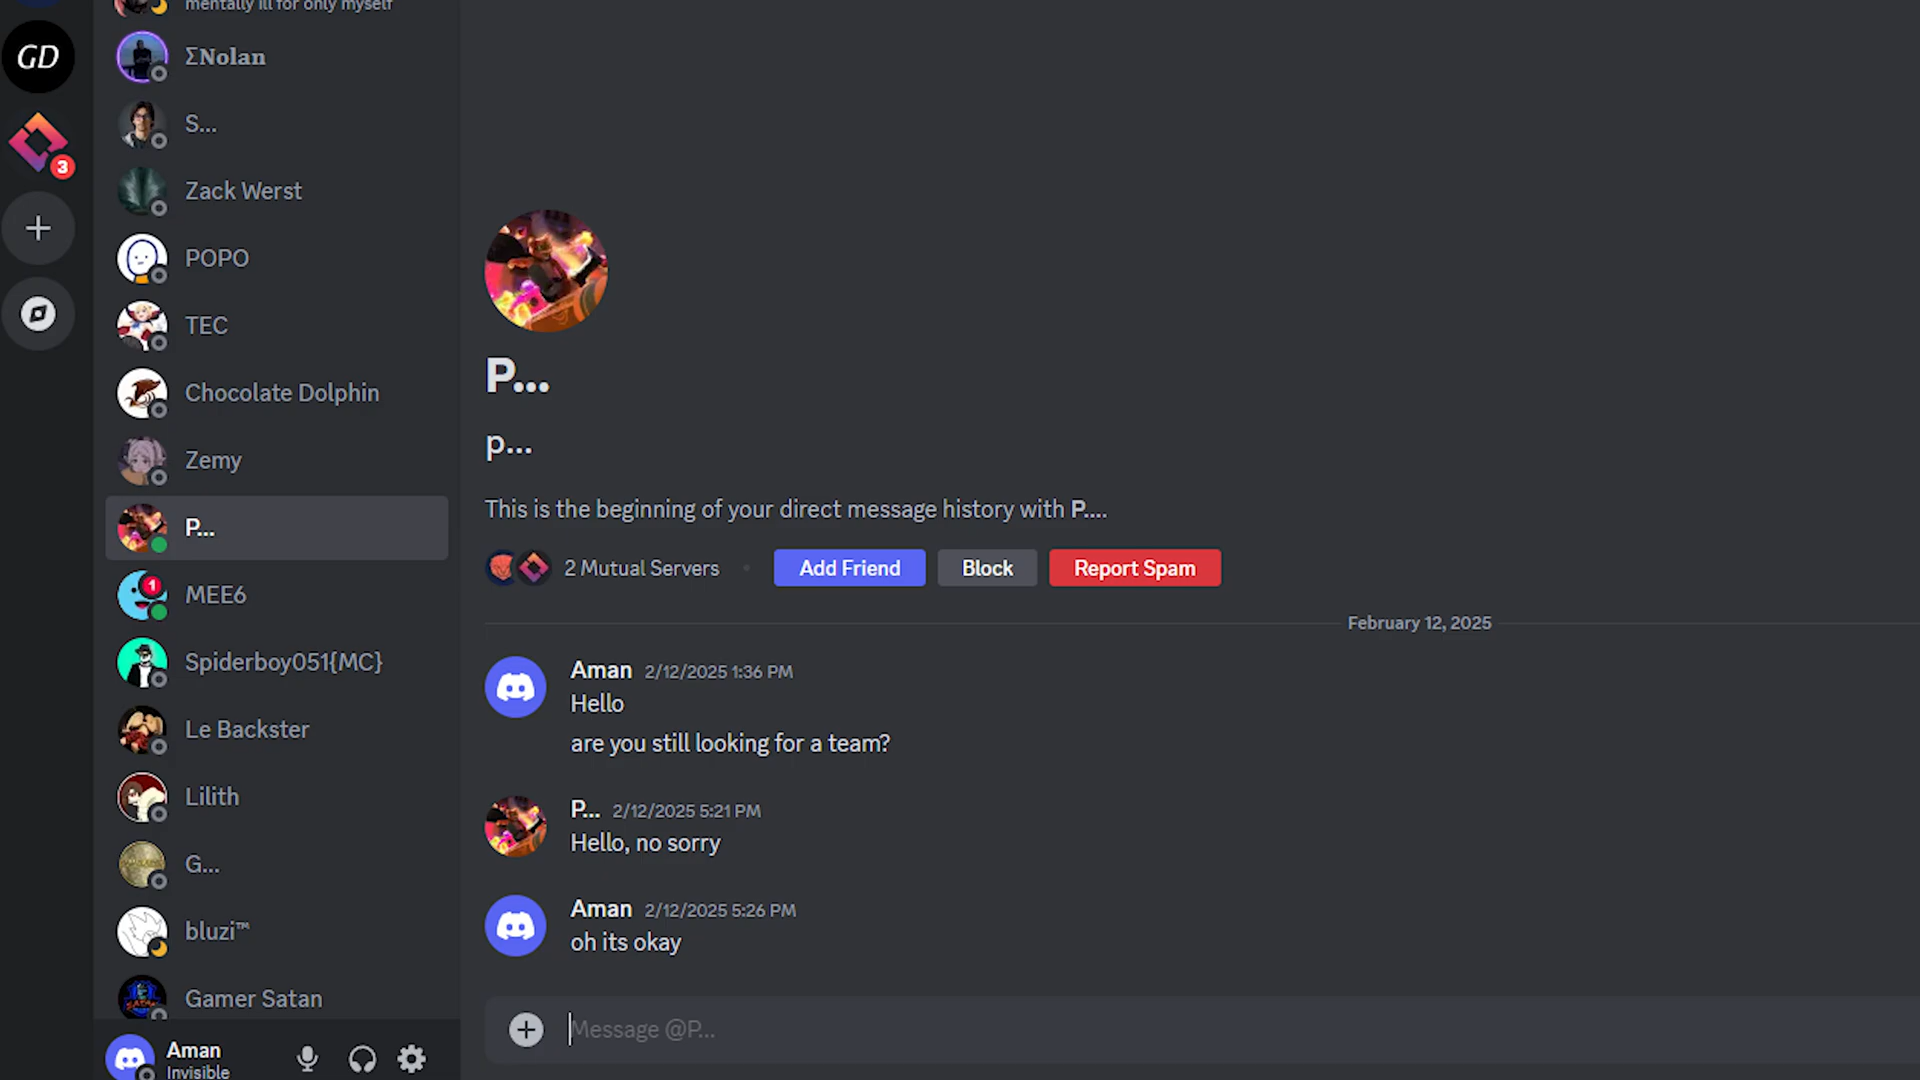 mentally ill for only myself
GD
ΣNolan
S...
3
Zack Werst
POPO
TEC
Chocolate Dolphin
Zemy
P...
1
MEE6
Spiderboy051{MC}
Le Backster
Lilith
G...
bluzi™
Gamer Satan
Aman
Invisible
P...
p...
This is the beginning of your direct message history with P....
2 Mutual Servers
Add Friend
Block
Report Spam
February 12, 2025
Aman 2/12/2025 1:36 PM
Hello
are you still looking for a team?
P... 2/12/2025 5:21 PM
Hello, no sorry
Aman 2/12/2025 5:26 PM
oh its okay
Message @P...